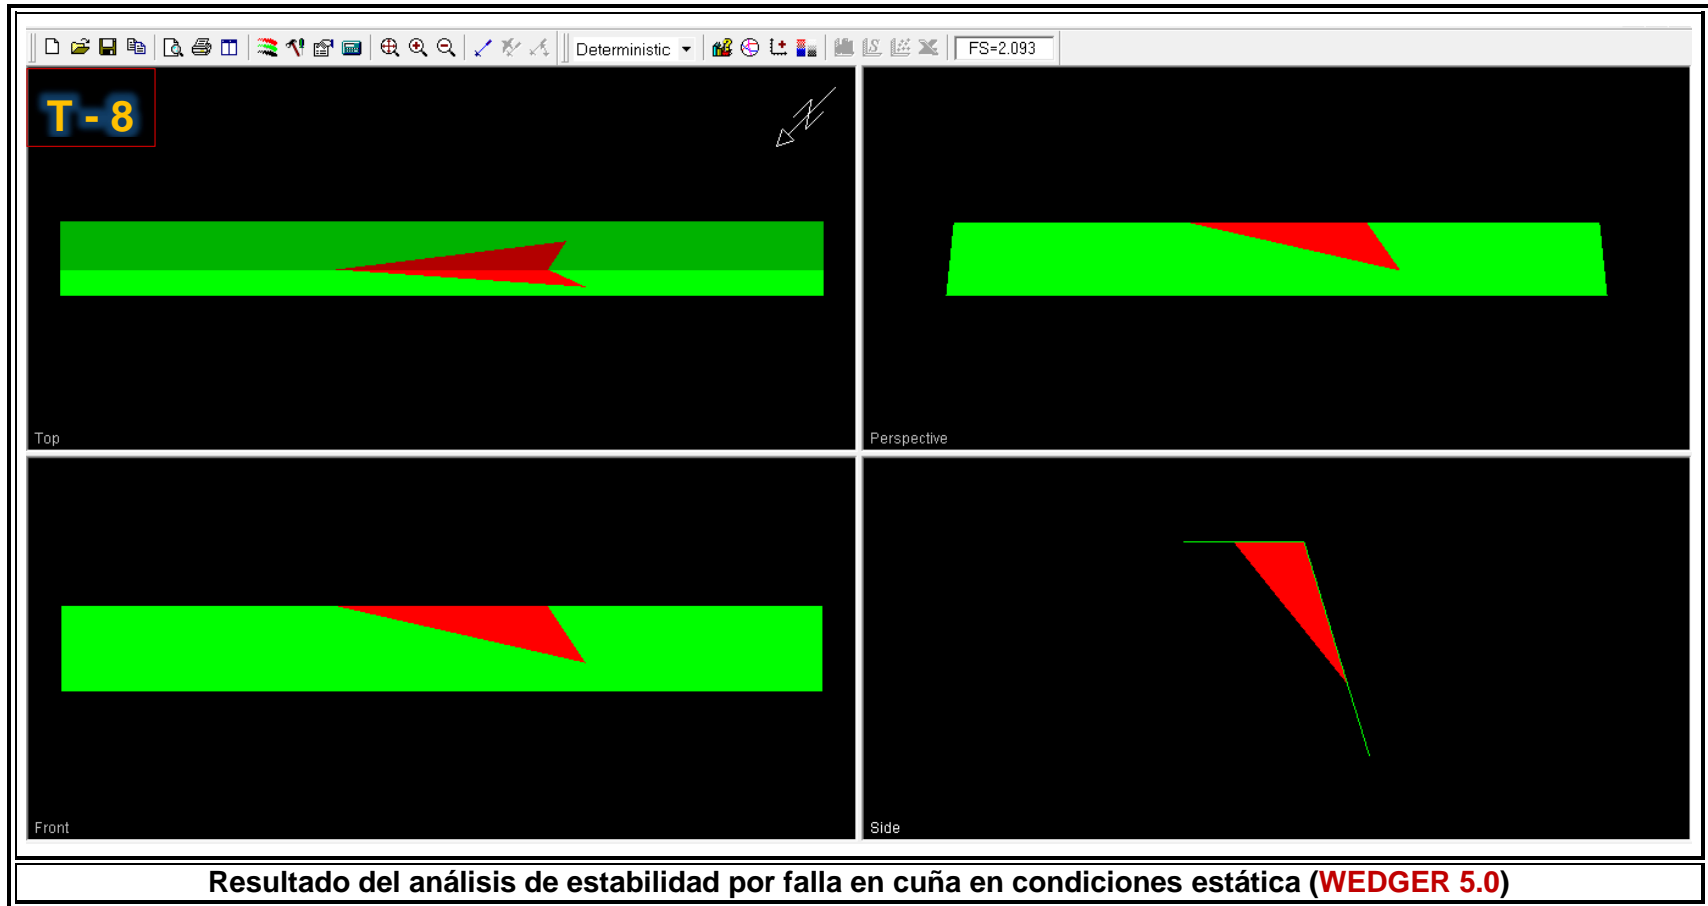 Deterministic FS=2.093
T - 8
Top
Perspective
Front
Side
Resultado del análisis de estabilidad por falla en cuña en condiciones estática (WEDGER 5.0)